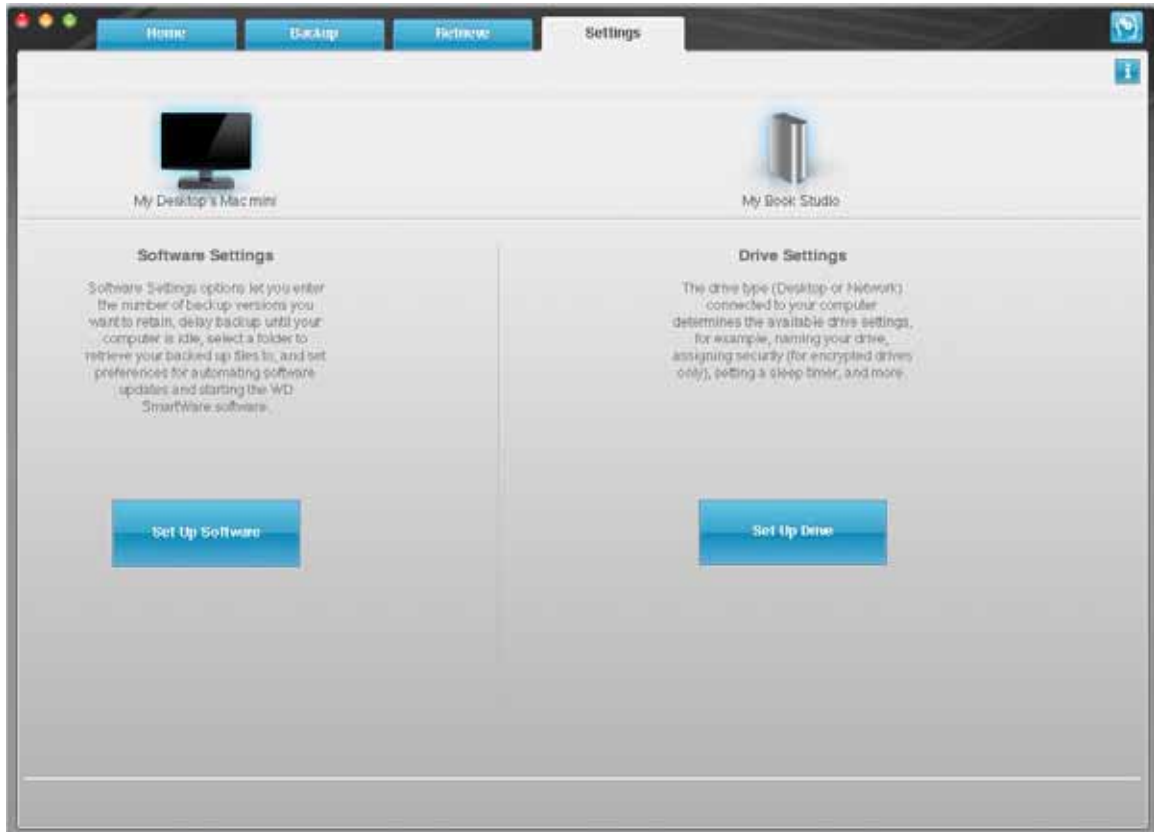 Home
Backup
Retrieve
Settings
i
My Desktop's Mac mini
My Book Studio
Software Settings
Software Settings options let you enter
the number of backup versions you
want to retain, delay backup until your
computer is idle, select a folder to
retrieve your backed up files to, and set
preferences for automating software
updates and starting the WD
SmartWare software.
Set Up Software
Drive Settings
The drive type (Desktop or Network)
connected to your computer
determines the available drive settings,
for example, naming your drive,
assigning security (for encrypted drives
only), setting a sleep timer, and more.
Set Up Drive